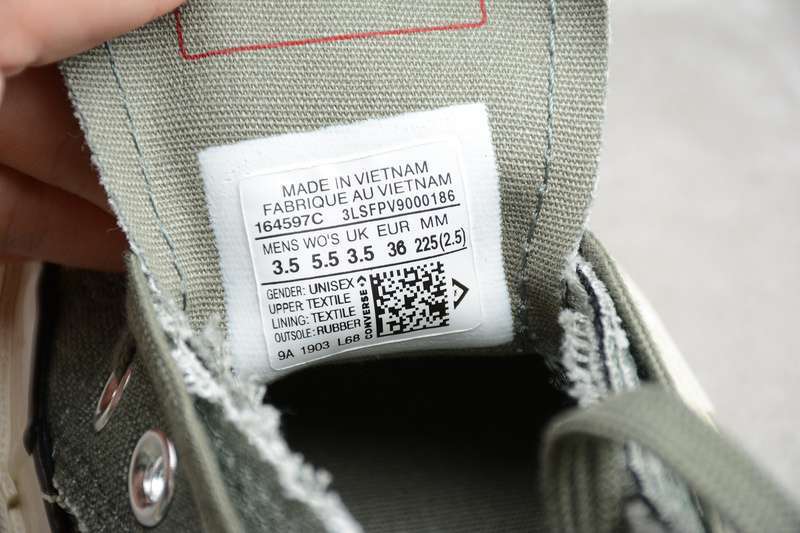 MADE IN VIETNAM
FABRIQUE AU VIETNAM
164597C 3LSFPV9000186
MENS WO'S UK EUR MM
3.5 5.5 3.5 36 225(2.5)
GENDER: UNISEX
UPPER: TEXTILE
LINING: TEXTILE
OUTSOLE: RUBBER
9A 1903 L68
CONVERSE